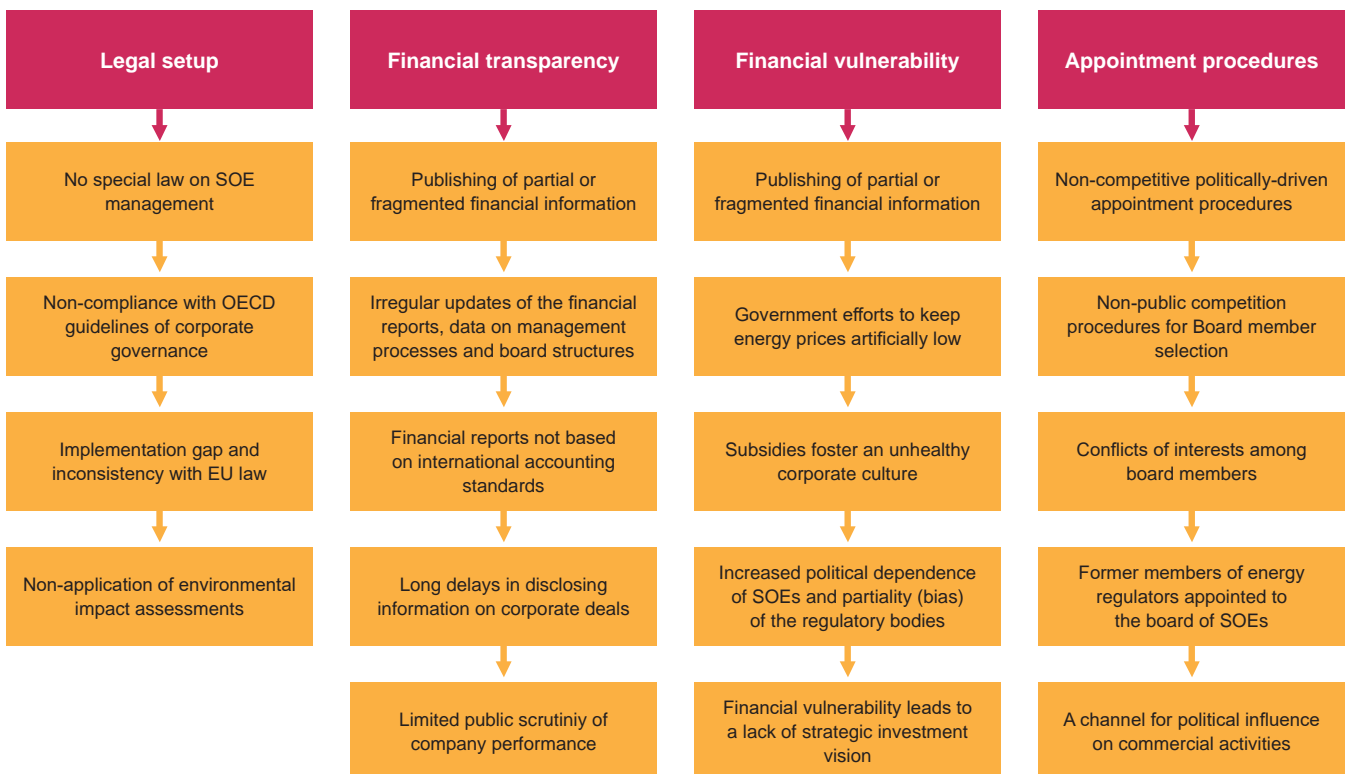 Legal setup
No special law on SOE
management
Non-compliance with OECD
guidelines of corporate
governance
Implementation gap and
inconsistency with EU law
Non-application of environmental
impact assessments
Financial transparency
Publishing of partial or
fragmented financial information
Irregular updates of the financial
reports, data on management
processes and board structures
Financial reports not based
on international accounting
standards
Long delays in disclosing
information on corporate deals
Limited public scrutiniy of
company performance
Financial vulnerability
Publishing of partial or
fragmented financial information
Government efforts to keep
energy prices artificially low
Subsidies foster an unhealthy
corporate culture
Increased political dependence
of SOEs and partiality (bias)
of the regulatory bodies
Financial vulnerability leads to
a lack of strategic investment
vision
Appointment procedures
Non-competitive politically-driven
appointment procedures
Non-public competition
procedures for Board member
selection
Conflicts of interests among
board members
Former members of energy
regulators appointed to
the board of SOEs
A channel for political influence
on commercial activities